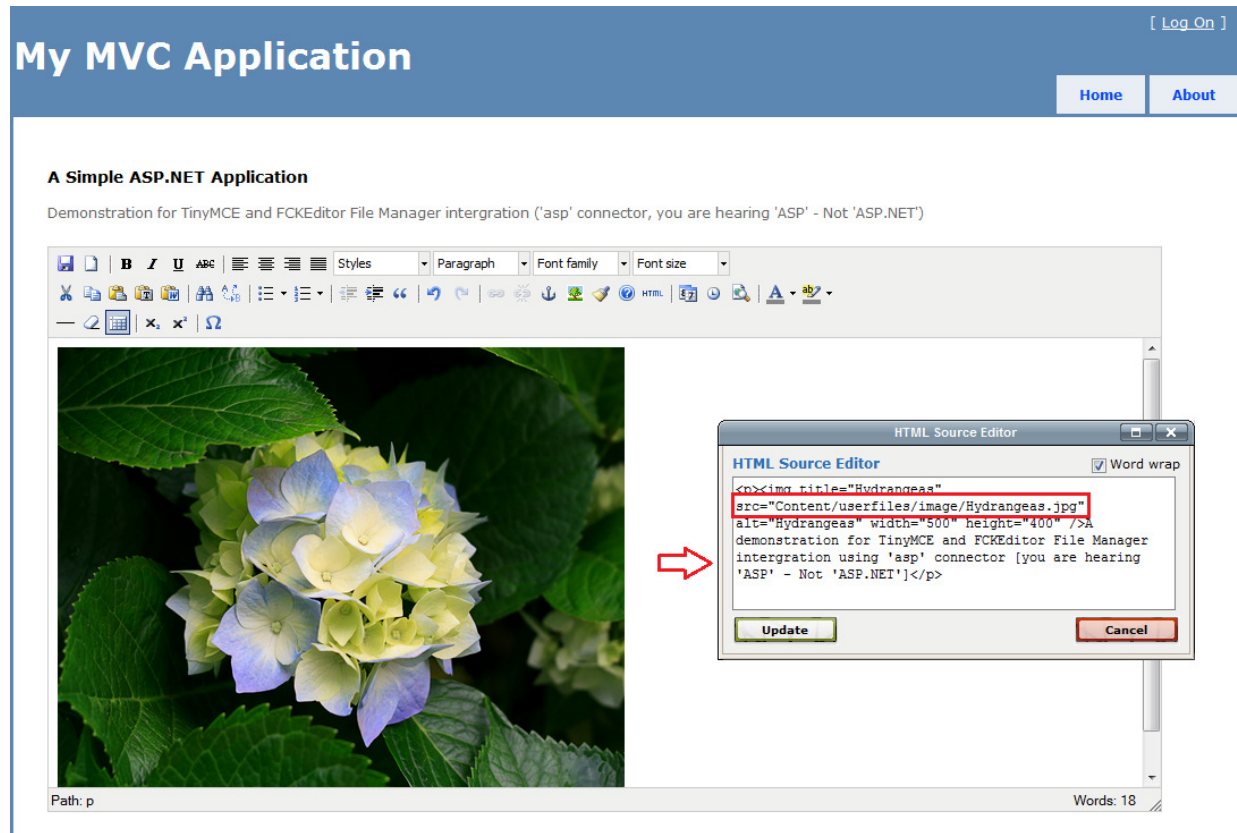 [ Log On ]
My MVC Application
Home About
A Simple ASP.NET Application
Demonstration for TinyMCE and FCKEditor File Manager intergration ('asp' connector, you are hearing 'ASP' - Not 'ASP.NET')
B I U ABC Styles Paragraph Font family Font size
HTML A ab
x₂ x² Ω
HTML Source Editor
HTML Source Editor Word wrap
<p><img title="Hydrangeas"
src="Content/userfiles/image/Hydrangeas.jpg"
alt="Hydrangeas" width="500" height="400" />A
demonstration for TinyMCE and FCKEditor File Manager
intergration using 'asp' connector [you are hearing
'ASP' - Not 'ASP.NET']</p>
Update Cancel
Path: p Words: 18